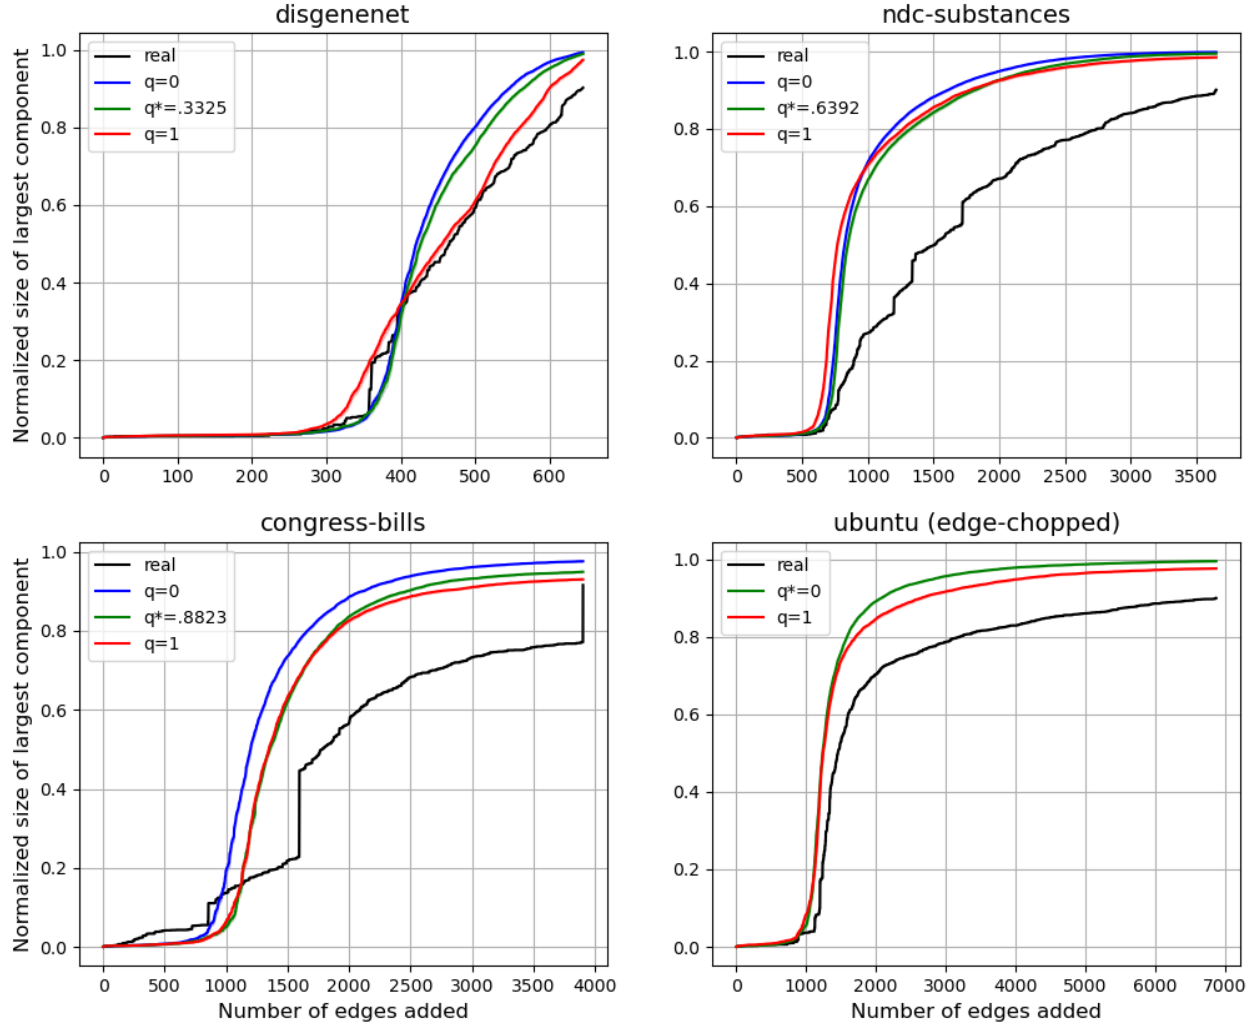 disgenenet
Normalized size of largest component
1.0
0.8
0.6
0.4
0.2
0.0
real
q=0
q*=.3325
q=1
0 100 200 300 400 500 600
ndc-substances
1.0
0.8
0.6
0.4
0.2
0.0
real
q=0
q*=.6392
q=1
0 500 1000 1500 2000 2500 3000 3500
congress-bills
Normalized size of largest component
1.0
0.8
0.6
0.4
0.2
0.0
real
q=0
q*=.8823
q=1
0 500 1000 1500 2000 2500 3000 3500 4000
Number of edges added
ubuntu (edge-chopped)
1.0
0.8
0.6
0.4
0.2
0.0
real
q*=0
q=1
0 1000 2000 3000 4000 5000 6000 7000
Number of edges added